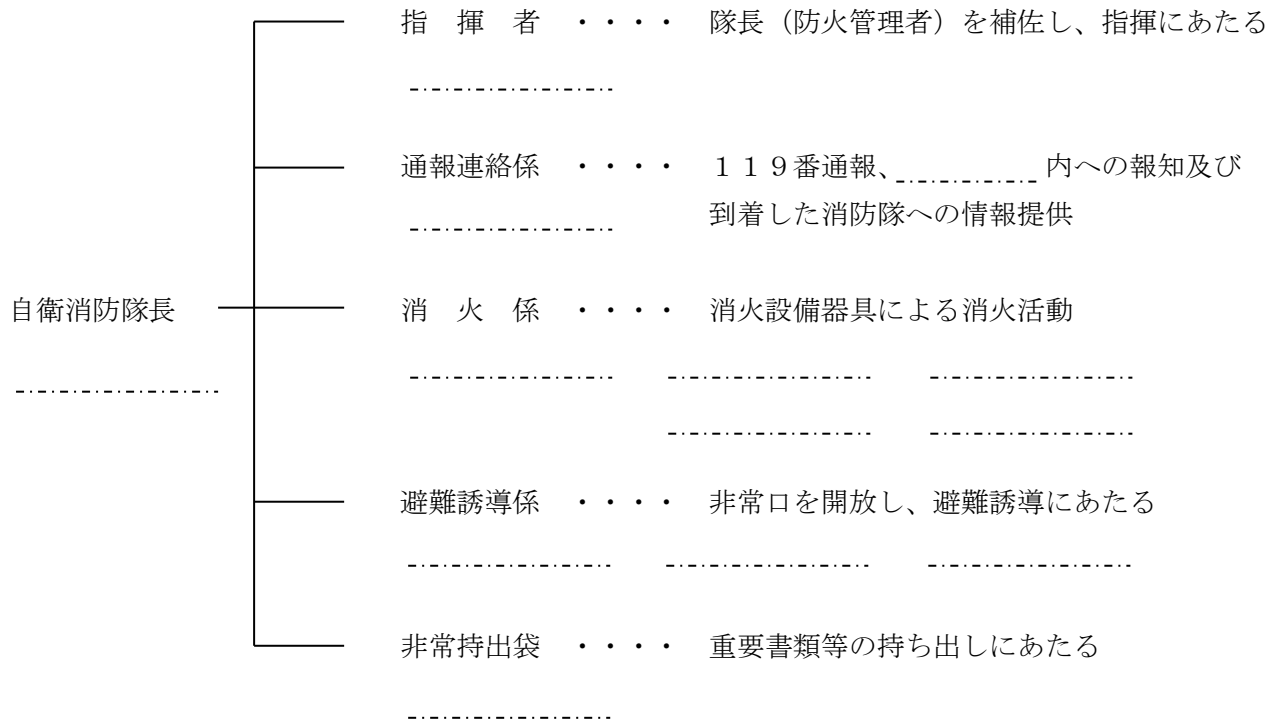 指　揮　者　・・・・　隊長（防火管理者）を補佐し、指揮にあたる
通報連絡係　・・・・　１１９番通報、　　　　　内への報知及び
到着した消防隊への情報提供
自衛消防隊長
消　火　係　・・・・　消火設備器具による消火活動
避難誘導係　・・・・　非常口を開放し、避難誘導にあたる
非常持出袋　・・・・　重要書類等の持ち出しにあたる